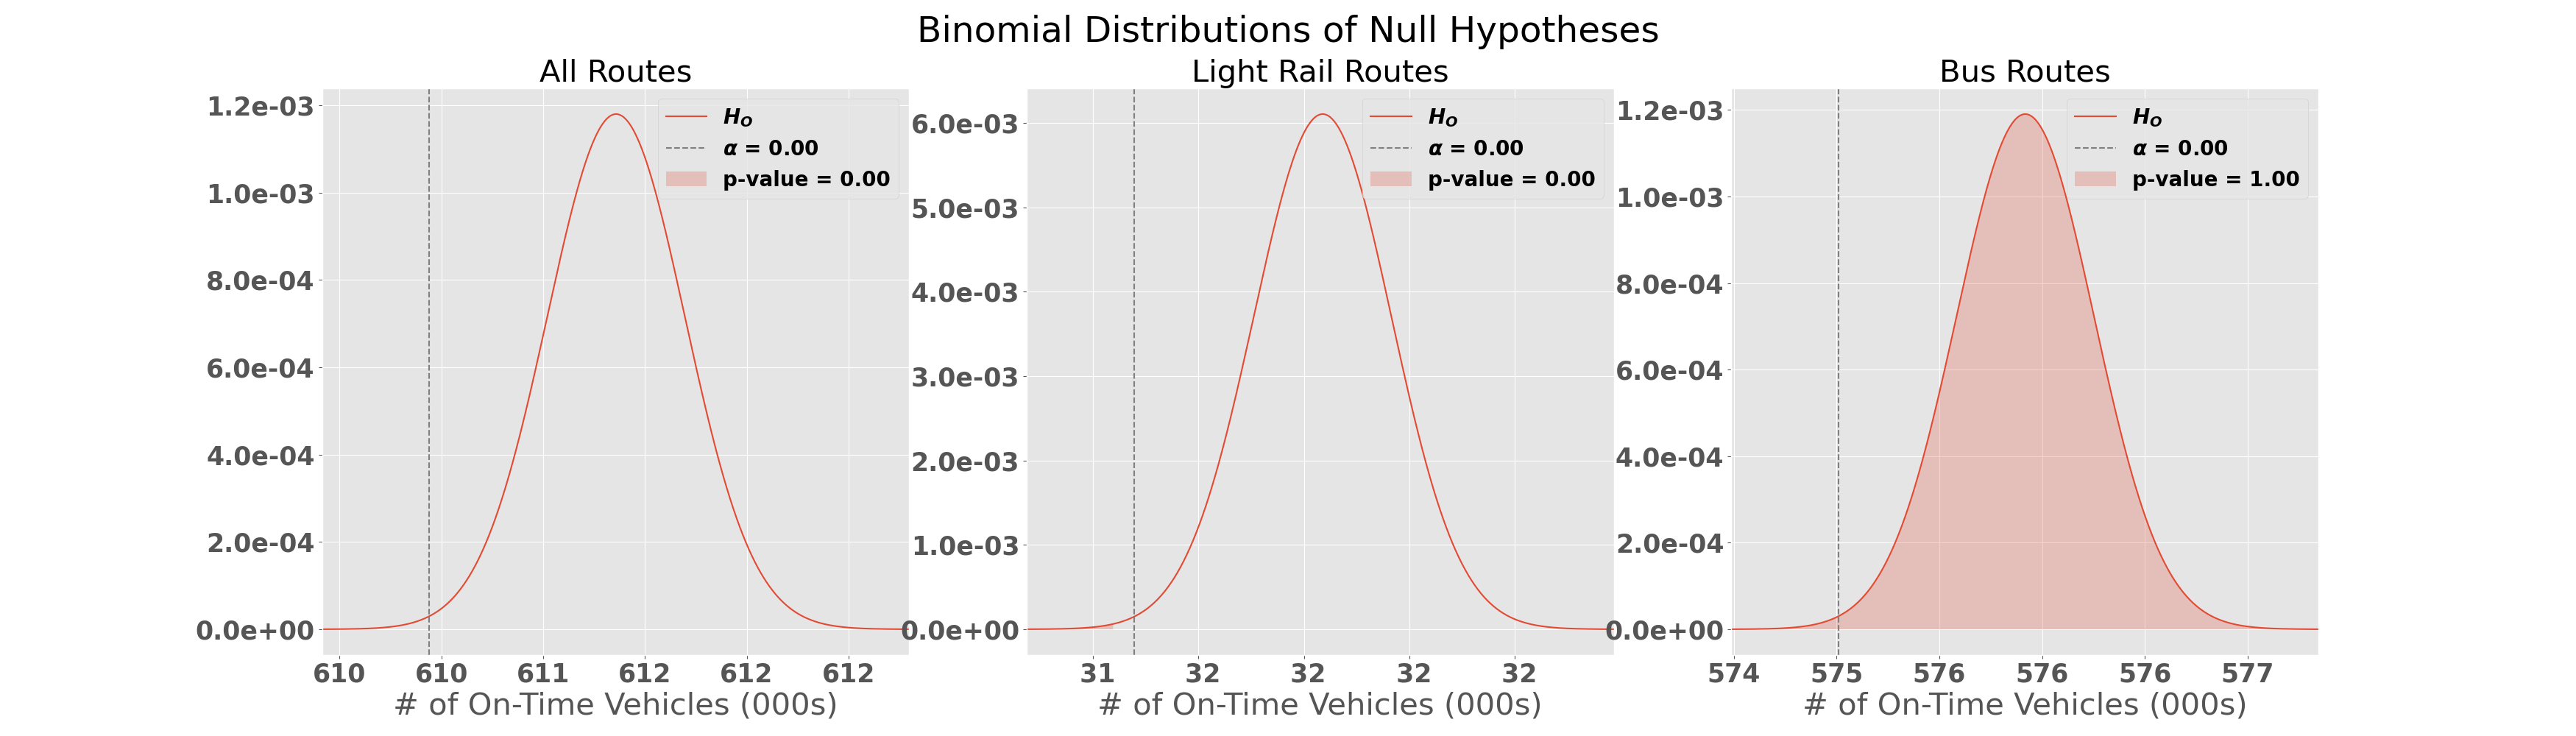 Binomial Distributions of Null Hypotheses
All Routes
1.2e-03
1.0e-03
8.0e-04
6.0e-04
4.0e-04
2.0e-04
0.0e+00
H_O
α = 0.00
p-value = 0.00
610 610 611 612 612 612
# of On-Time Vehicles (000s)
Light Rail Routes
6.0e-03
5.0e-03
4.0e-03
3.0e-03
2.0e-03
1.0e-03
0.0e+00
H_O
α = 0.00
p-value = 0.00
31 32 32 32 32
# of On-Time Vehicles (000s)
Bus Routes
1.2e-03
1.0e-03
8.0e-04
6.0e-04
4.0e-04
2.0e-04
0.0e+00
H_O
α = 0.00
p-value = 1.00
574 575 576 576 576 577
# of On-Time Vehicles (000s)